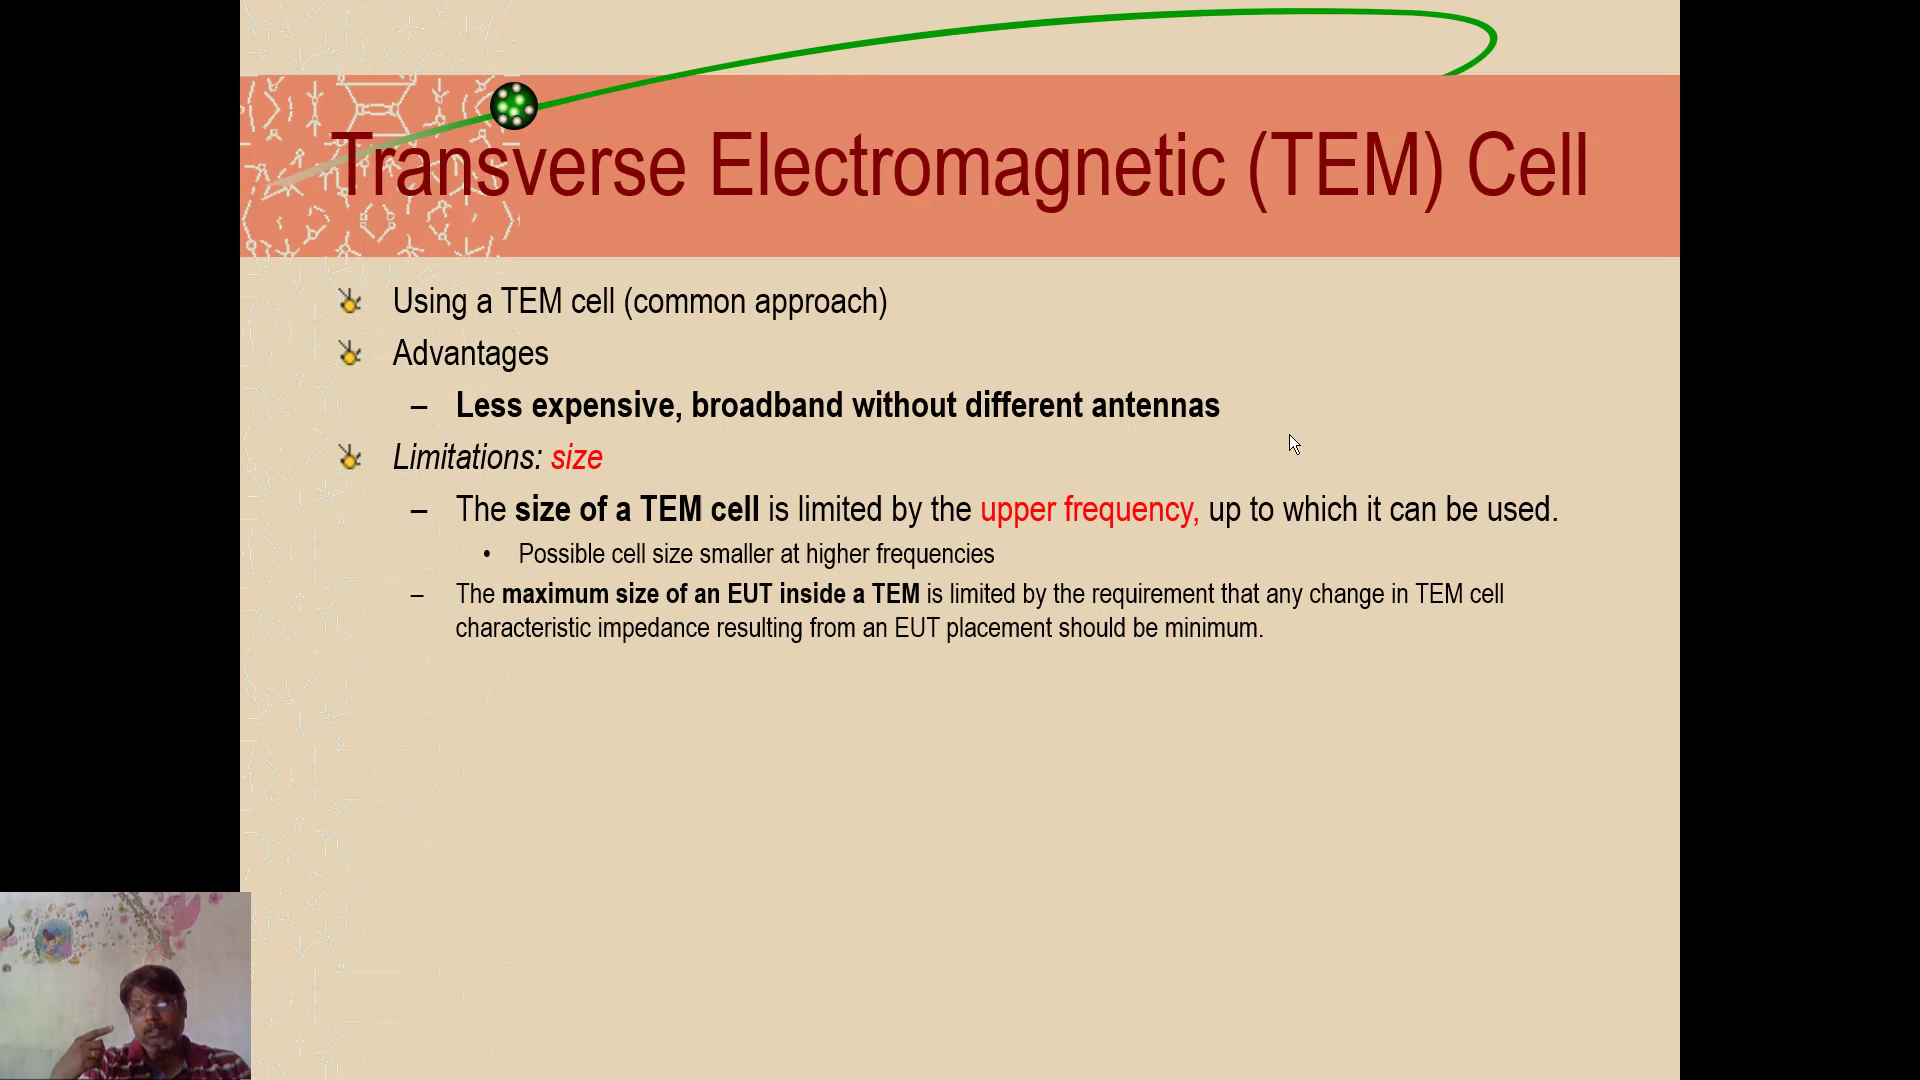 Transverse Electromagnetic (TEM) Cell
Using a TEM cell (common approach)
Advantages
– Less expensive, broadband without different antennas
Limitations: size
– The size of a TEM cell is limited by the upper frequency, up to which it can be used.
• Possible cell size smaller at higher frequencies
– The maximum size of an EUT inside a TEM is limited by the requirement that any change in TEM cell
characteristic impedance resulting from an EUT placement should be minimum.